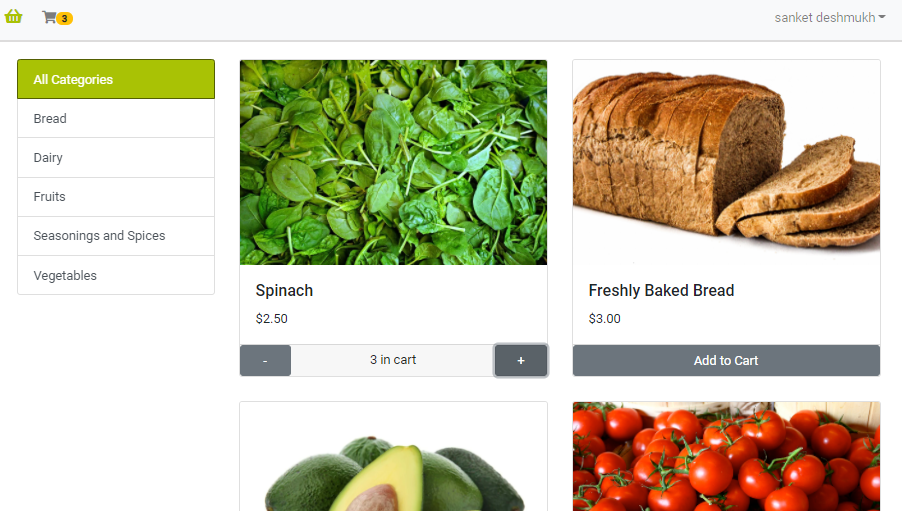 3
sanket deshmukh
All Categories
Bread
Dairy
Fruits
Seasonings and Spices
Vegetables
Spinach
$2.50
- 3 in cart +
Freshly Baked Bread
$3.00
Add to Cart